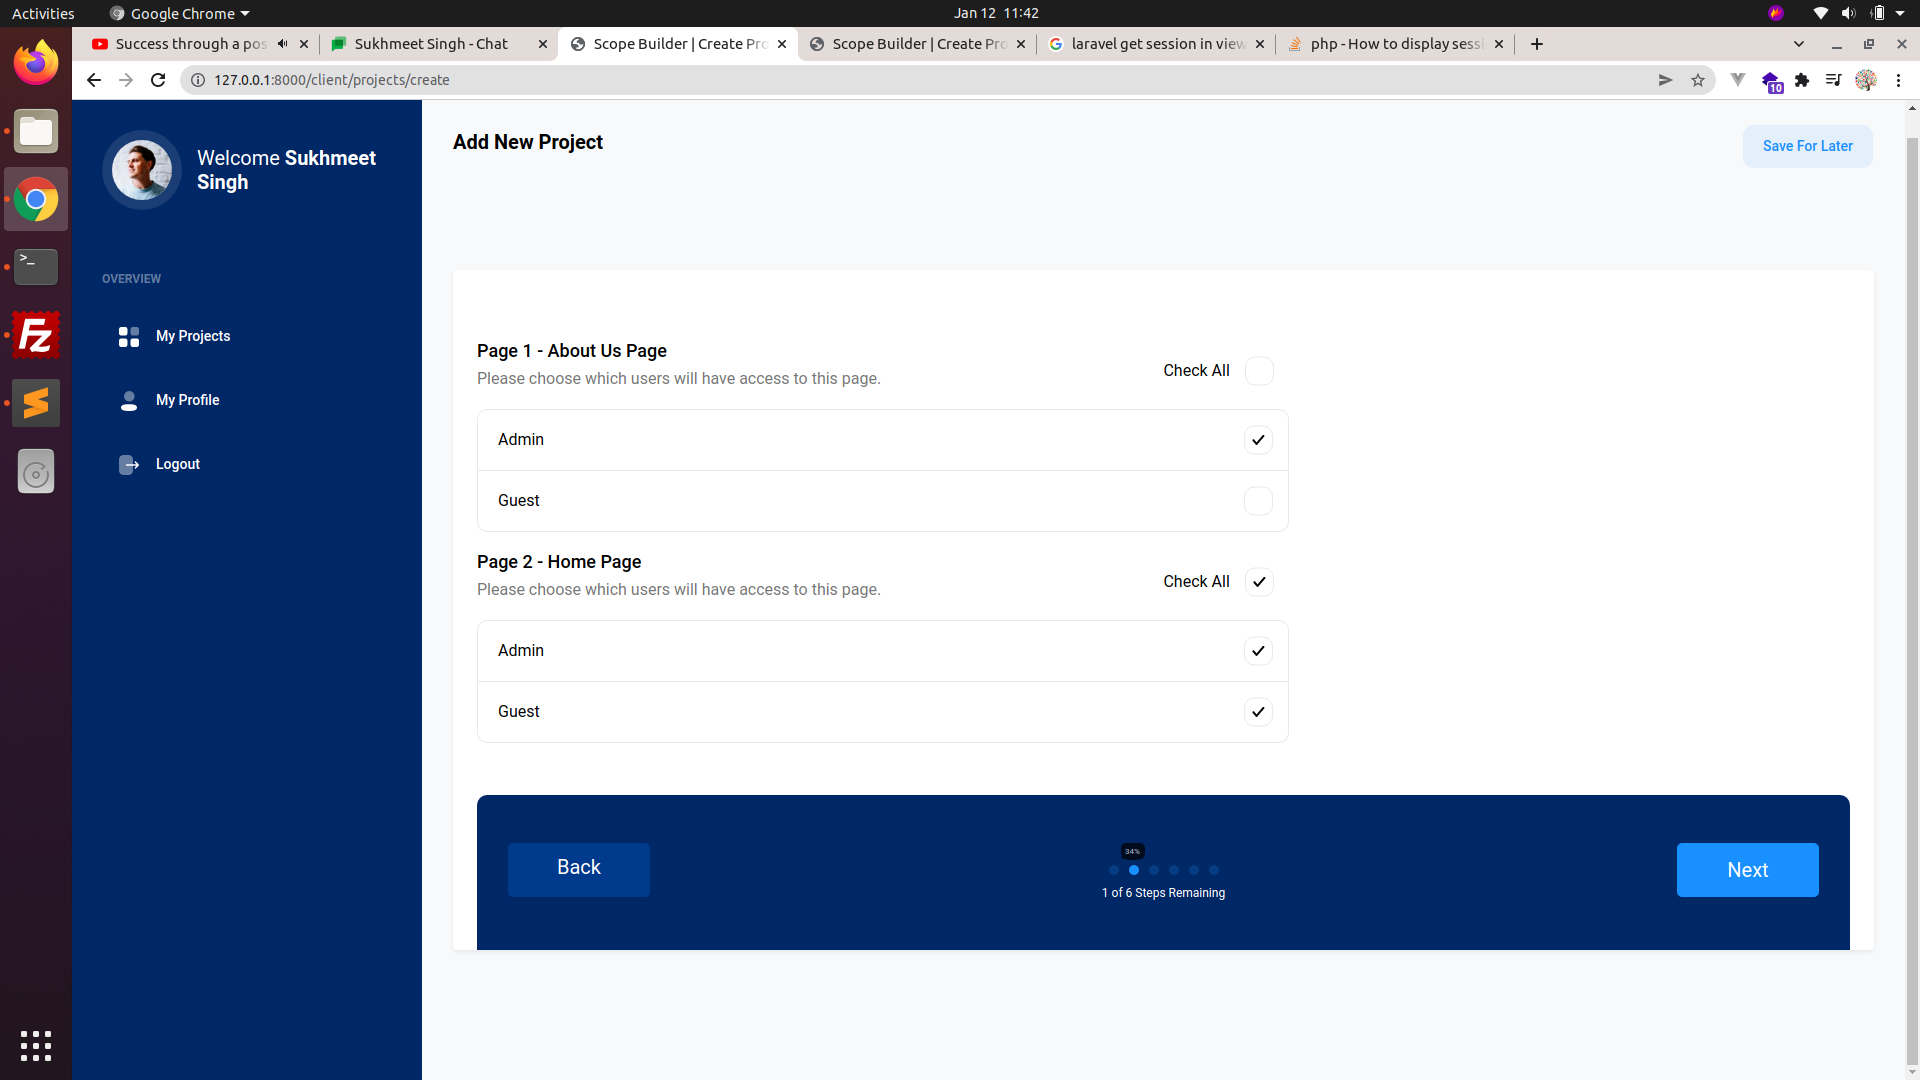 Activities Google Chrome Jan 12 11:42
Success through a pos Sukhmeet Singh - Chat Scope Builder | Create Pro Scope Builder | Create Pro laravel get session in view php - How to display sess
127.0.0.1:8000/client/projects/create 10
Welcome Sukhmeet
Singh
OVERVIEW
My Projects
My Profile
Logout
Add New Project
Save For Later
Page 1 - About Us Page
Please choose which users will have access to this page.
Check All
Admin
Guest
Page 2 - Home Page
Please choose which users will have access to this page.
Check All
Admin
Guest
Back
34%
1 of 6 Steps Remaining
Next